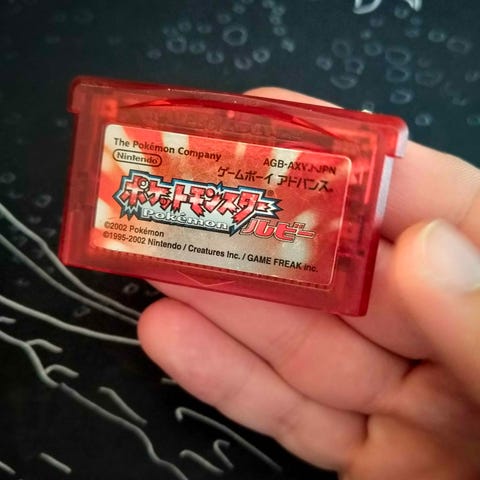 The Pokémon Company
AGB-AXVJ-JPN
Nintendo
ゲームボーイ アドバンス
ポケットモンスター
Pokémon
ルビー
©2002 Pokémon
©1995-2002 Nintendo / Creatures Inc. / GAME FREAK inc.